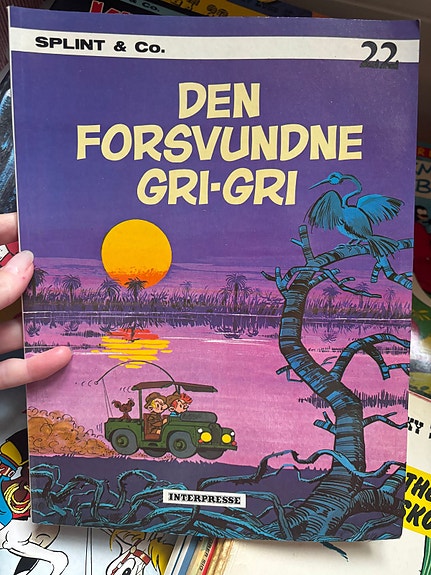 SPLINT & Co.
22
DEN
FORSVUNDNE
GRI-GRI
INTERPRESSE